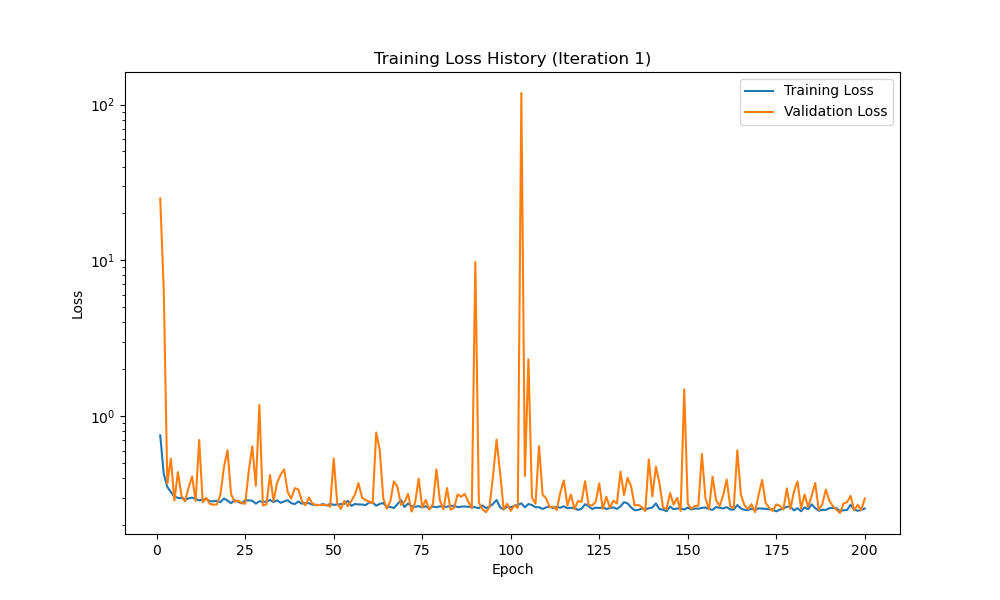 Training Loss History (Iteration 1)
Training Loss
Validation Loss
10²
10¹
10⁰
Loss
0 25 50 75 100 125 150 175 200
Epoch